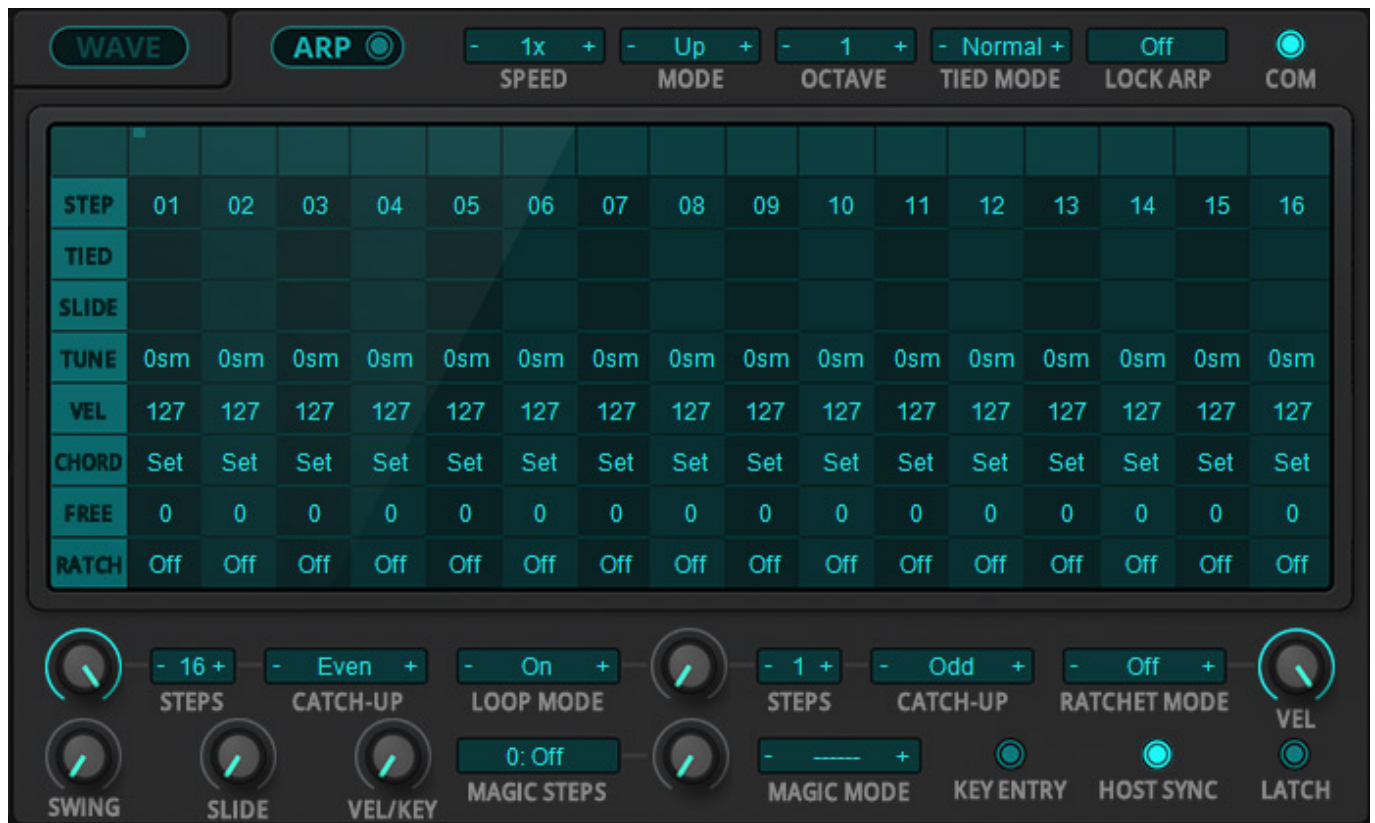 WAVE ARP - 1x + - Up + - 1 + - Normal + Off
SPEED MODE OCTAVE TIED MODE LOCK ARP COM
STEP 01 02 03 04 05 06 07 08 09 10 11 12 13 14 15 16
TIED
SLIDE
TUNE 0sm 0sm 0sm 0sm 0sm 0sm 0sm 0sm 0sm 0sm 0sm 0sm 0sm 0sm 0sm 0sm
VEL 127 127 127 127 127 127 127 127 127 127 127 127 127 127 127 127
CHORD Set Set Set Set Set Set Set Set Set Set Set Set Set Set Set Set
FREE 0 0 0 0 0 0 0 0 0 0 0 0 0 0 0 0
RATCH Off Off Off Off Off Off Off Off Off Off Off Off Off Off Off Off
- 16 + - Even + - On + - 1 + - Odd + - Off +
STEPS CATCH-UP LOOP MODE STEPS CATCH-UP RATCHET MODE VEL
0: Off - ------ +
SWING SLIDE VEL/KEY MAGIC STEPS MAGIC MODE KEY ENTRY HOST SYNC LATCH